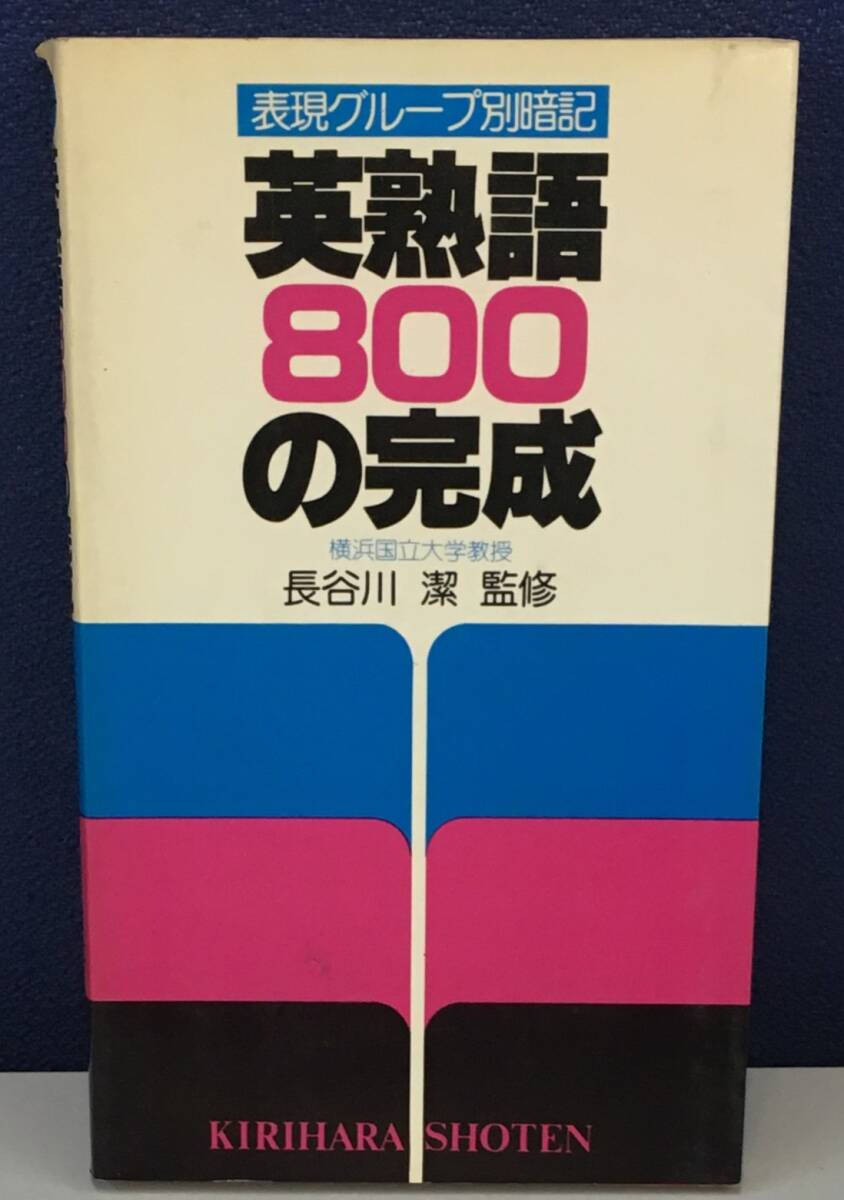 表現グループ別暗記
英熟語
800
の完成
横浜国立大学教授
長谷川 潔 監修
KIRIHARA SHOTEN